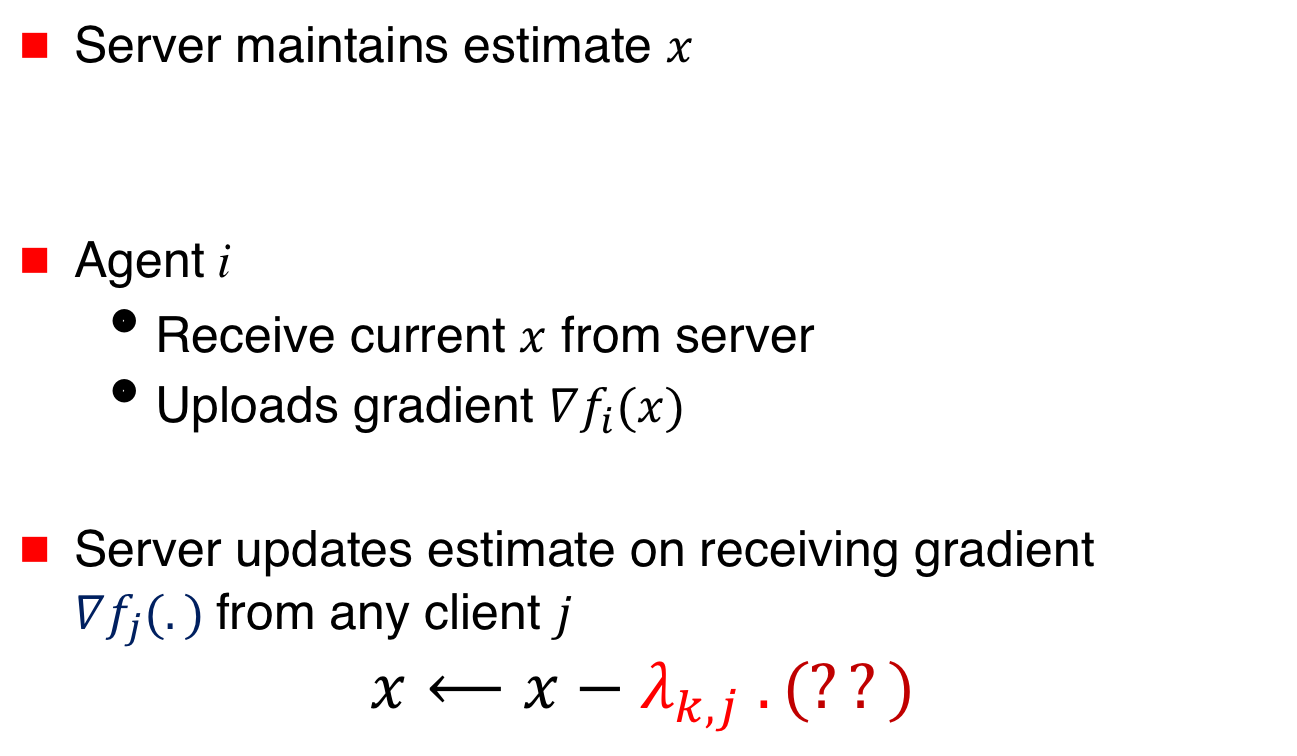 ■ Server maintains estimate x
■ Agent i
• Receive current x from server
• Uploads gradient ∇f_i(x)
■ Server updates estimate on receiving gradient
∇f_j(.) from any client j
x ⟵ x − λ_{k,j} . (? ? )